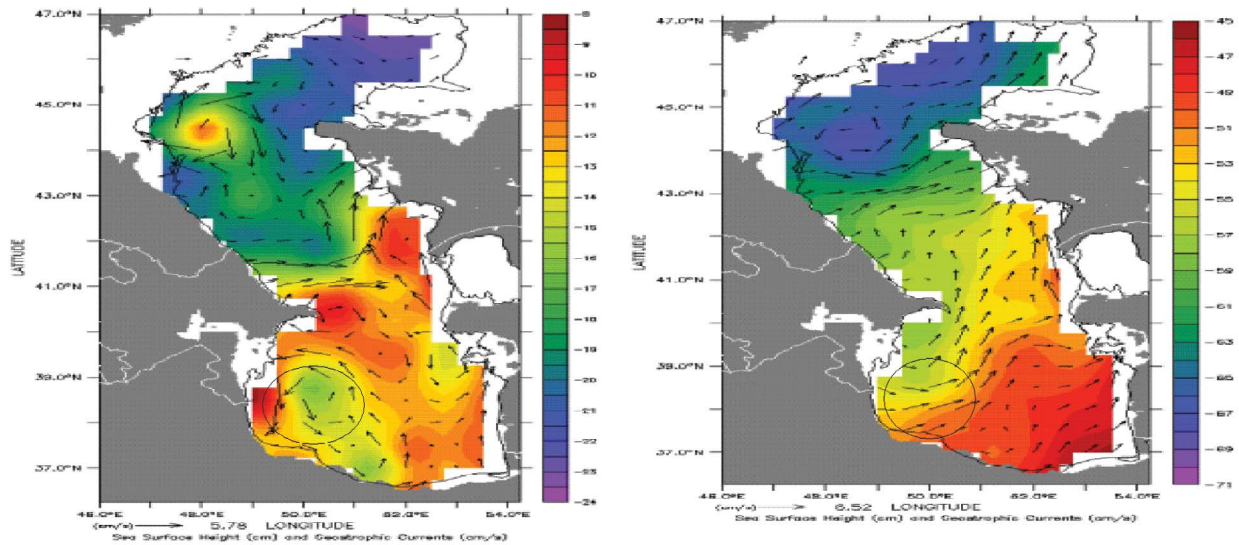 47.0°N
45.0°N
43.0°N
41.0°N
39.0°N
37.0°N
LATITUDE
46.0°E 48.0°E 50.0°E 52.0°E 54.0°E
(cm/s) 5.78 LONGITUDE
Sea Surface Height (cm) and Geostrophic Currents (cm/s)
-8
-9
-10
-11
-12
-13
-14
-15
-16
-17
-18
-19
-20
-21
-22
-23
-24
47.0°N
45.0°N
43.0°N
41.0°N
39.0°N
37.0°N
LATITUDE
46.0°E 48.0°E 50.0°E 52.0°E 54.0°E
(cm/s) 6.52 LONGITUDE
Sea Surface Height (cm) and Geostrophic Currents (cm/s)
-45
-47
-49
-51
-53
-55
-57
-59
-61
-63
-65
-67
-69
-71